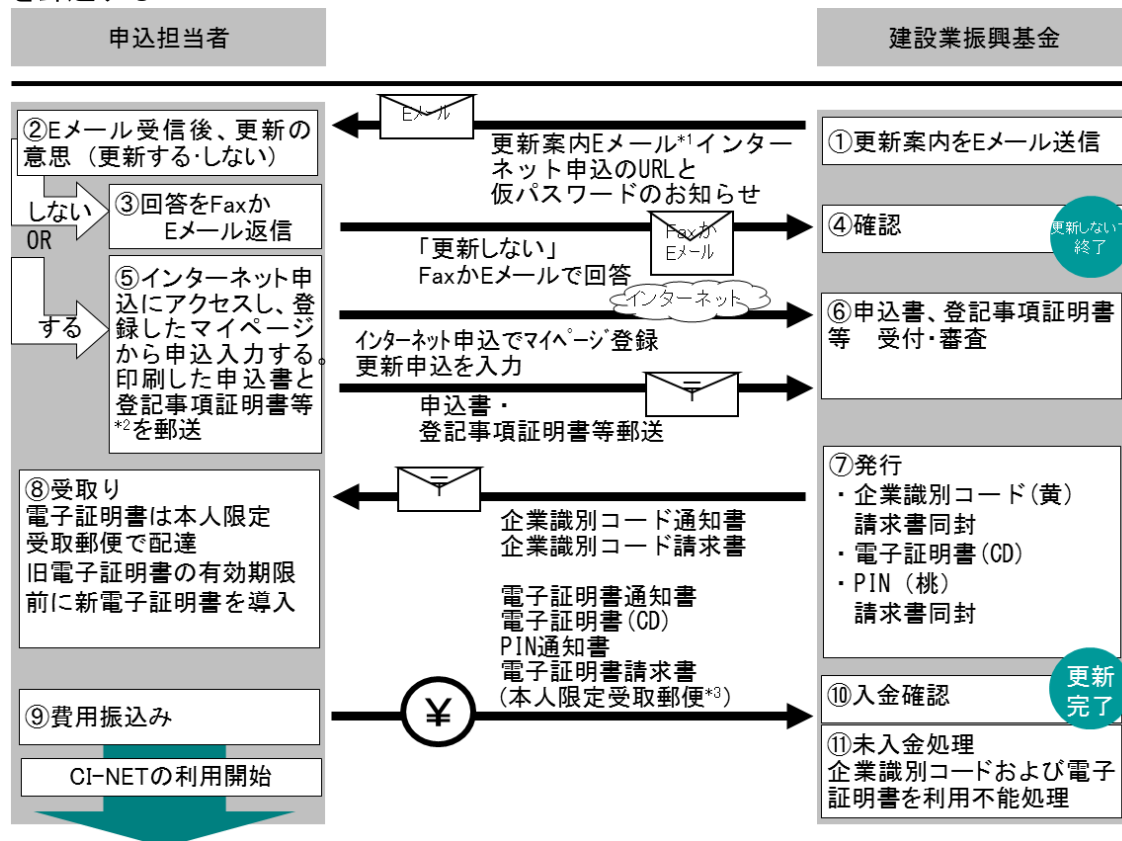 申込担当者
建設業振興基金
②Eメール受信後、更新の
意思（更新する･しない）
しない
OR
する
③回答をFaxか
Eメール返信
⑤インターネット申
込にアクセスし、登
録したマイページ
から申込入力する。
印刷した申込書と
登記事項証明書等
*2を郵送
⑧受取り
電子証明書は本人限定
受取郵便で配達
旧電子証明書の有効期限
前に新電子証明書を導入
⑨費用振込み
CI-NETの利用開始
Eメール
更新案内Eメール*1インター
ネット申込のURLと
仮パスワードのお知らせ
Faxか
Eメール
「更新しない」
FaxかEメールで回答
インターネット
インターネット申込でマイページ登録
更新申込を入力
〒
申込書・
登記事項証明書等郵送
〒
企業識別コード通知書
企業識別コード請求書
電子証明書通知書
電子証明書(CD)
PIN通知書
電子証明書請求書
(本人限定受取郵便*3)
¥
①更新案内をEメール送信
④確認
更新しないで
終了
⑥申込書、登記事項証明書
等　受付･審査
⑦発行
・企業識別コード(黄)
請求書同封
・電子証明書(CD)
・PIN（桃）
請求書同封
⑩入金確認
更新
完了
⑪未入金処理
企業識別コードおよび電子
証明書を利用不能処理